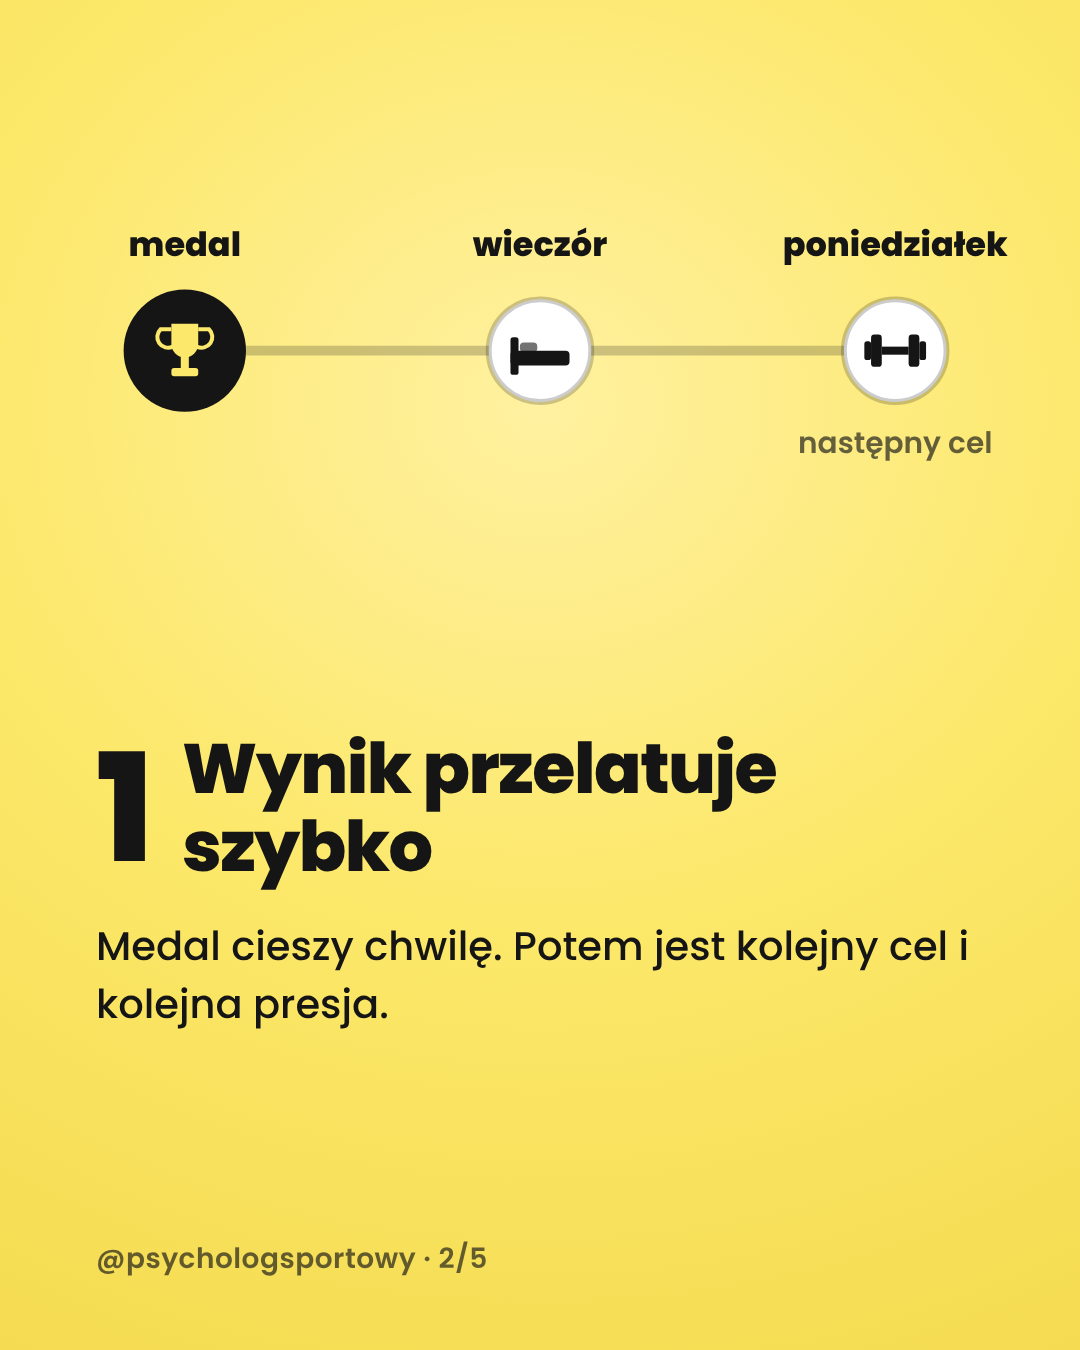 medal
wieczór
poniedziałek
następny cel
1
Wynik przelatuje
szybko
Medal cieszy chwilę. Potem jest kolejny cel i
kolejna presja.
@psychologsportowy · 2/5